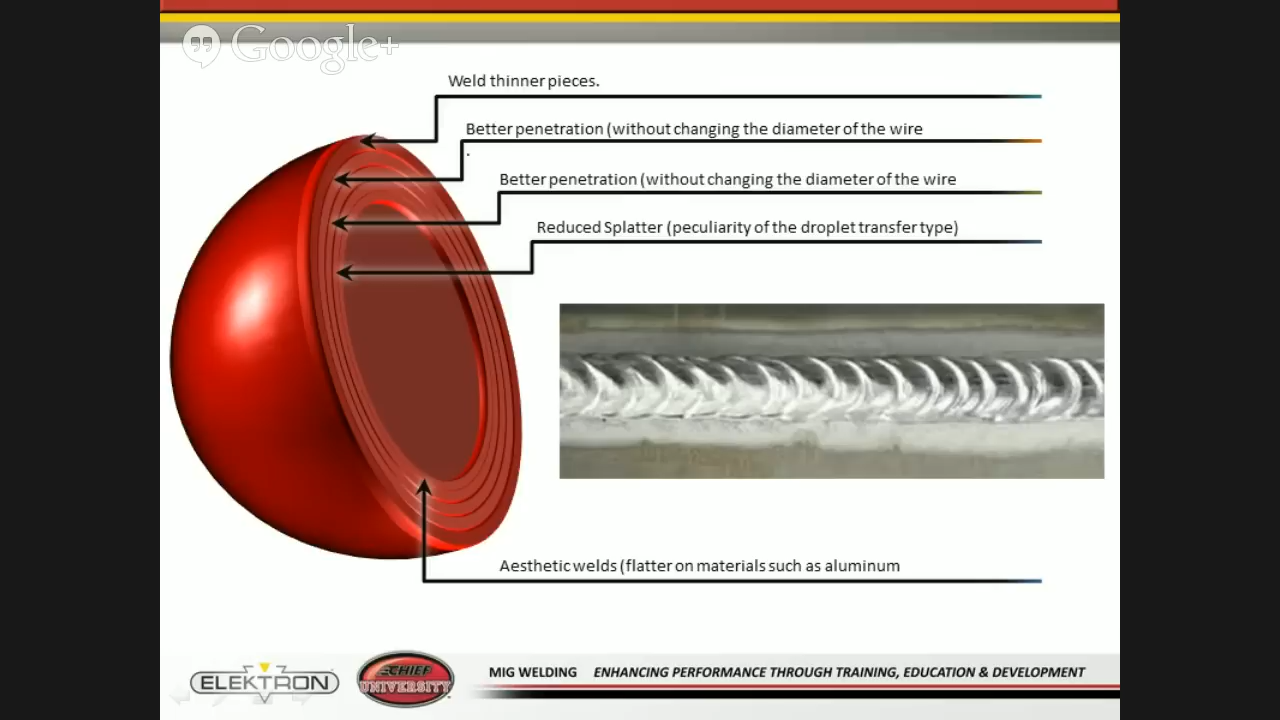 Google+
Weld thinner pieces.
Better penetration (without changing the diameter of the wire
.
Better penetration (without changing the diameter of the wire
Reduced Splatter (peculiarity of the droplet transfer type)
Aesthetic welds (flatter on materials such as aluminum
ELEKTRON
CHIEF
UNIVERSITY
MIG WELDING ENHANCING PERFORMANCE THROUGH TRAINING, EDUCATION & DEVELOPMENT